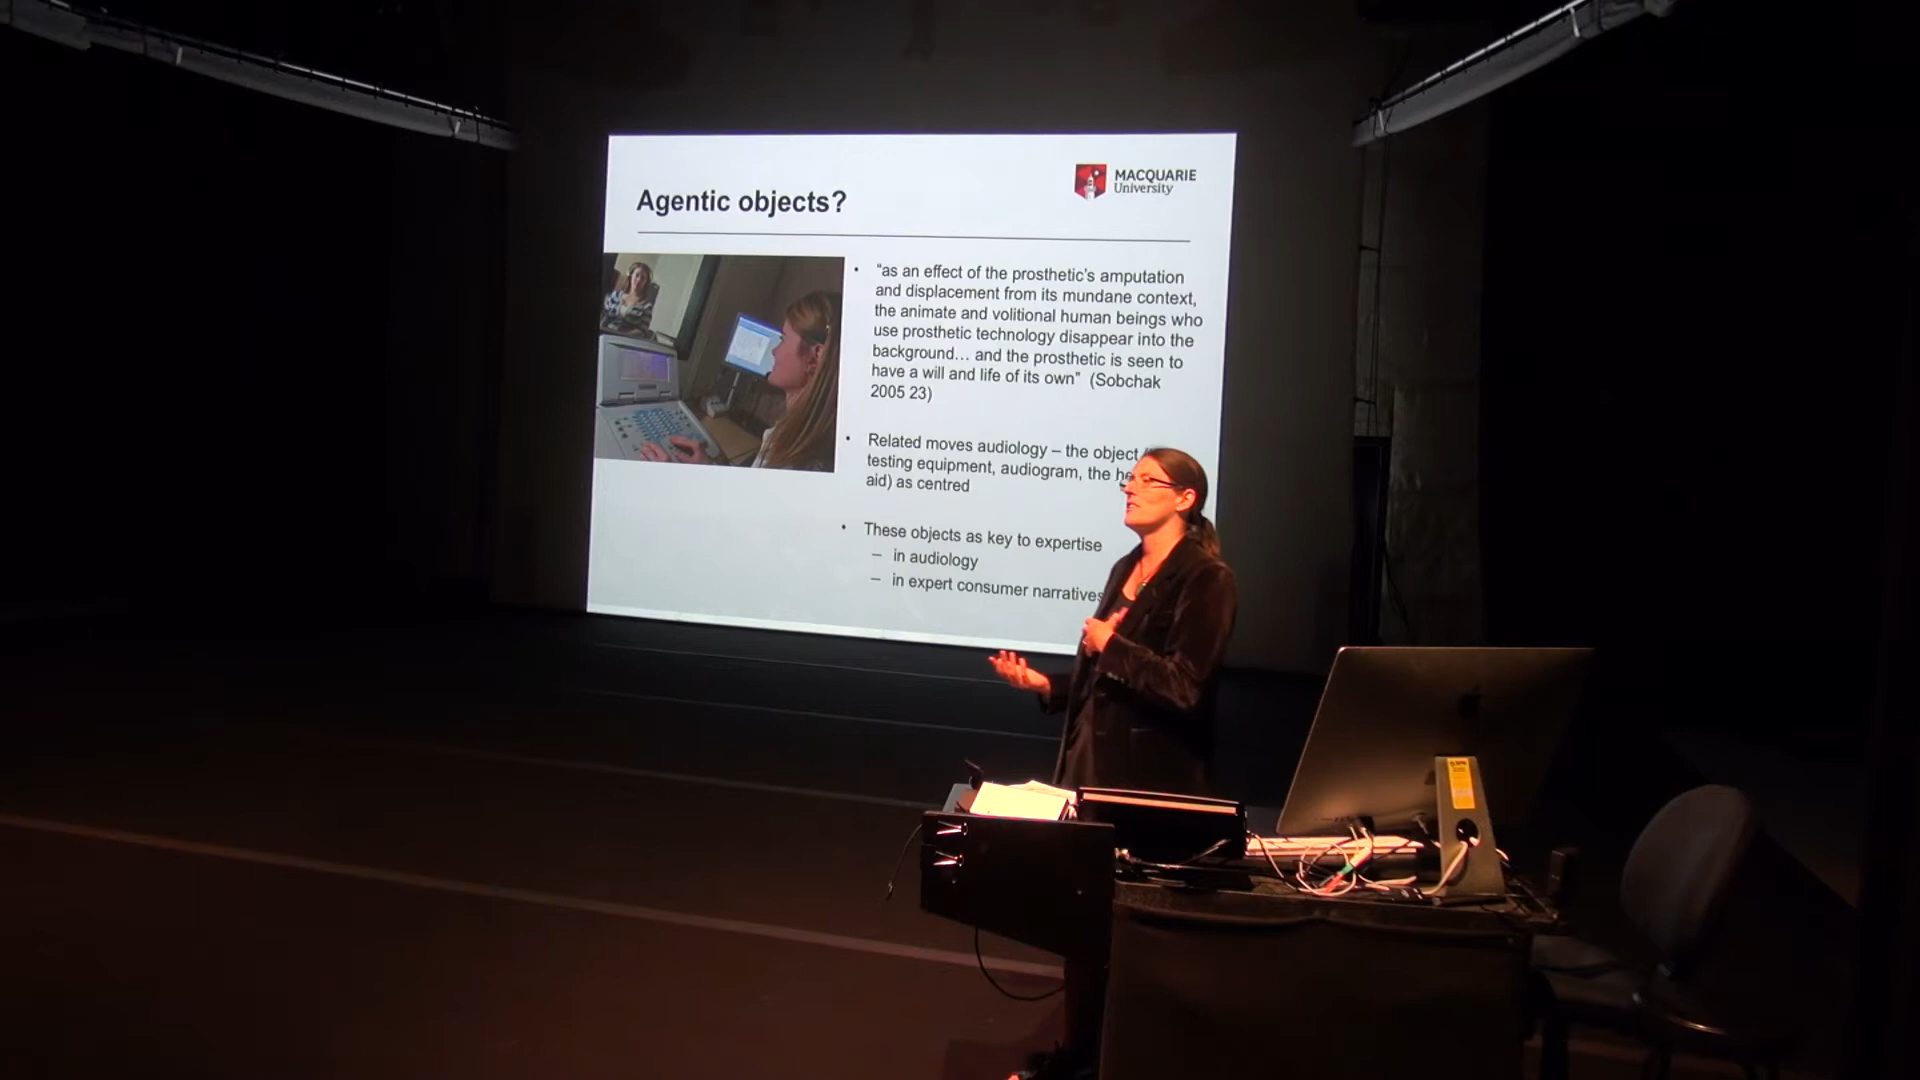 MACQUARIE
University
Agentic objects?
• “as an effect of the prosthetic’s amputation
and displacement from its mundane context,
the animate and volitional human beings who
use prosthetic technology disappear into the
background… and the prosthetic is seen to
have a will and life of its own” (Sobchak
2005 23)
• Related moves audiology – the object
testing equipment, audiogram, the
aid) as centred
• These objects as key to expertise
– in audiology
– in expert consumer narratives